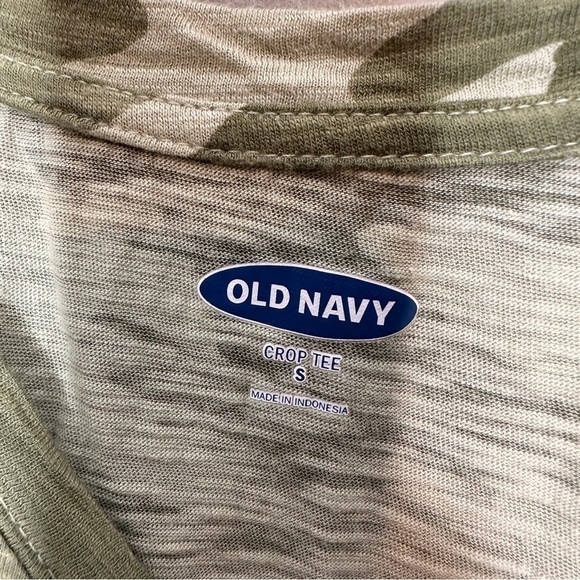 OLD NAVY
CROP TEE
S
MADE IN INDONESIA